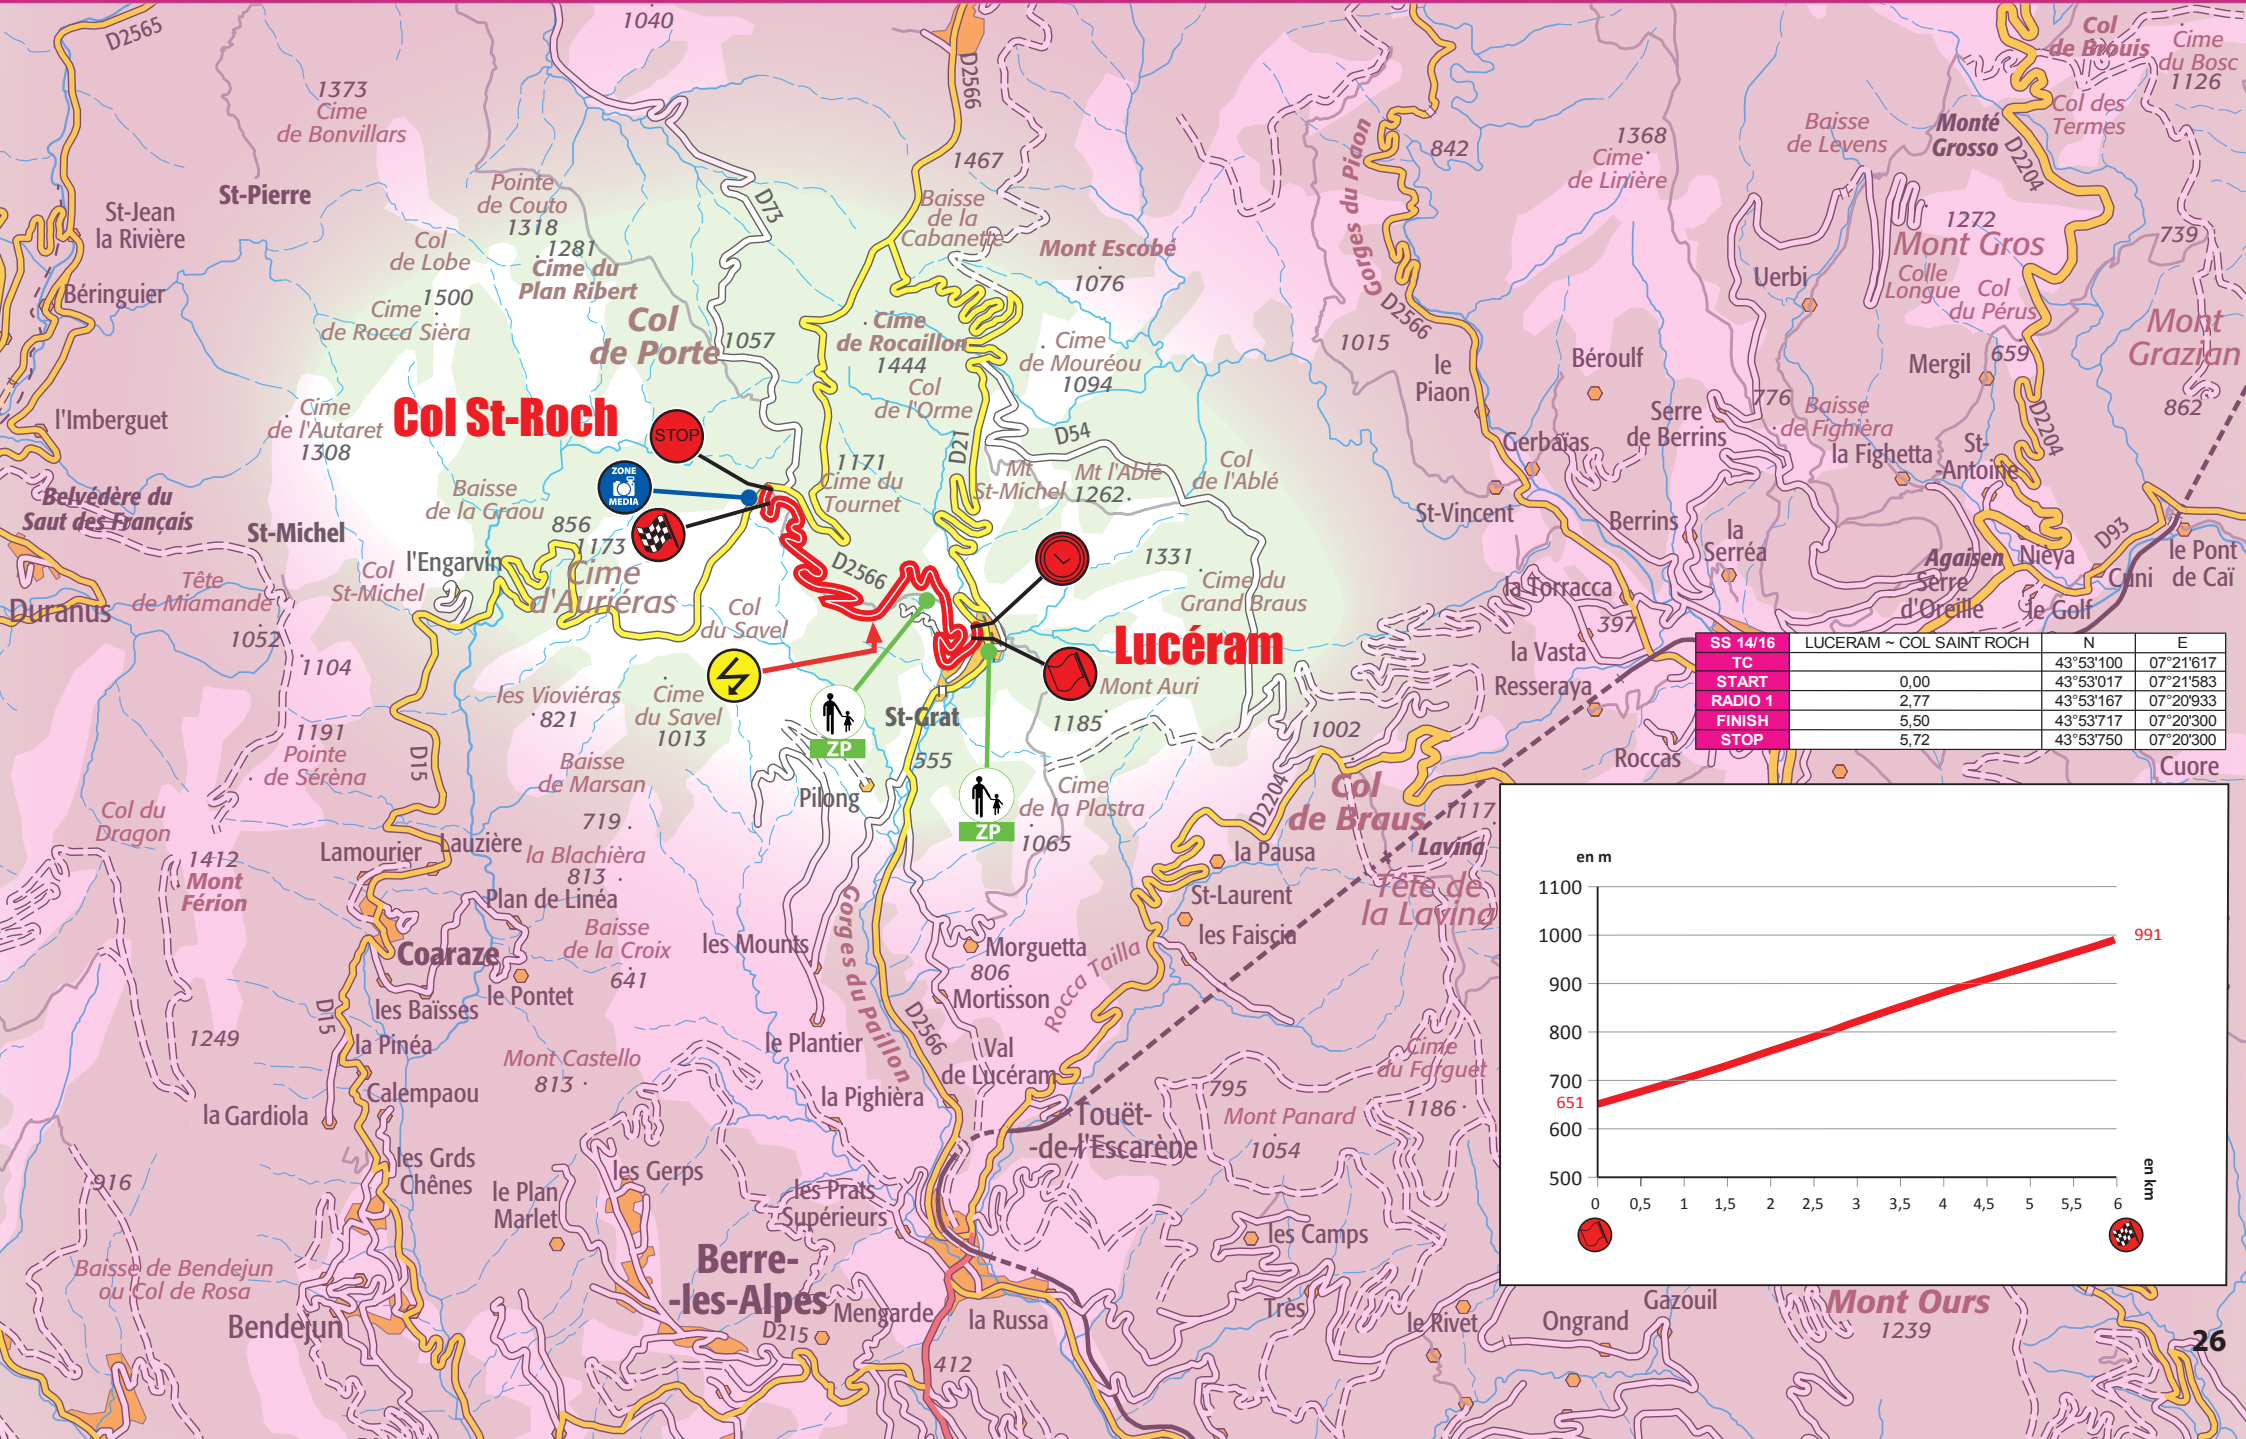 D2565
1040
D2566
Col
de Brouis
Cime
du Bosc
1126
1373
Cime
de Bonvillars
St-Pierre
St-Jean
la Rivière
Béringuier
Pointe
de Couto
1318
1281
Cime du
Plan Ribert
Col
de Lobe
1500
Cime
de Rocca Sièra
Col
de Porte
D73
1057
1467
Baisse
de la
Cabanette
Mont Escobé
1076
Cime
de Rocaillon
1444
Col
de l'Orme
Cime
de Mouréou
1094
Gorges du Piaon
842
1368
Cime
de Linière
Baisse
de Levens
Monté
Grosso
Col des
Termes
D2204
1272
Mont Gros
Colle
Longue
Col
du Pérus
739
Uerbi
Mont
Grazian
862
D2566
1015
le
Piaon
Béroulf
Mergil
659
776
Baisse
de Fighièra
Serre
de Berrins
la Fighetta
St-
-Antoine
D2204
Gerbaïas
St-Vincent
Berrins
la
Serréa
Agaisen
Nieya
D93
Cuni
le Pont
de Caï
Serre
d'Oreille
le Golf
l'Imberguet
Cime
de l'Autaret
1308
Col St-Roch
STOP
ZONE
MEDIA
Belvédère du
Saut des Français
St-Michel
Baisse
de la Graou
856
1173
Cime
d'Auriéras
l'Engarvin
Col
St-Michel
Tête
de Miamande
Duranus
1052
1104
1171
Cime du
Tournet
D21
D54
Mt
St-Michel
Mt l'Ablé
1262
Col
de l'Ablé
D2566
1331
Cime du
Grand Braus
Col
du Savel
Lucéram
Mont Auri
1185
la Torracca
397
la Vasta
Resseraya
Roccas
Cuore
SS 14/16 LUCERAM ~ COL SAINT ROCH N E
TC 43°53'100 07°21'617
START 0,00 43°53'017 07°21'583
RADIO 1 2,77 43°53'167 07°20'933
FINISH 5,50 43°53'717 07°20'300
STOP 5,72 43°53'750 07°20'300
les Vioviéras
821
Cime
du Savel
1013
ZP
St-Grat
555
ZP
1191
Pointe
de Sérèna
D15
Baisse
de Marsan
Pilong
Cime
de la Plastra
1065
1002
D2204
Col
de Braus
1117
Lavina
Tête de
la Lavina
la Pausa
St-Laurent
les Faiscia
Col du
Dragon
1412
Mont
Férion
Lamourier
Lauzière
719
la Blachièra
813
Plan de Linéa
Baisse
de la Croix
641
Coaraze
les Baïsses
le Pontet
les Mounts
Gorges du Paillon
Morguetta
806
Mortisson
Rocca Tailla
D2566
1249
D15
la Pinéa
Mont Castello
813
le Plantier
Val
de Lucéram
la Pighièra
Calempaou
la Gardiola
Touët-
-de-l'Escarène
795
Mont Panard
1054
Cime
du Farguet
1186
916
les Grds
Chênes
le Plan
Marlet
les Gerps
les Prats
Supérieurs
les Camps
Baisse de Bendejun
ou Col de Rosa
Bendejun
Berre-
-les-Alpes
D215
Mengarde
la Russa
412
Très
le Rivet
Ongrand
Gazouil
Mont Ours
1239
en m
1100
1000
900
800
700
600
500
651
991
0 0,5 1 1,5 2 2,5 3 3,5 4 4,5 5 5,5 6
en km
26